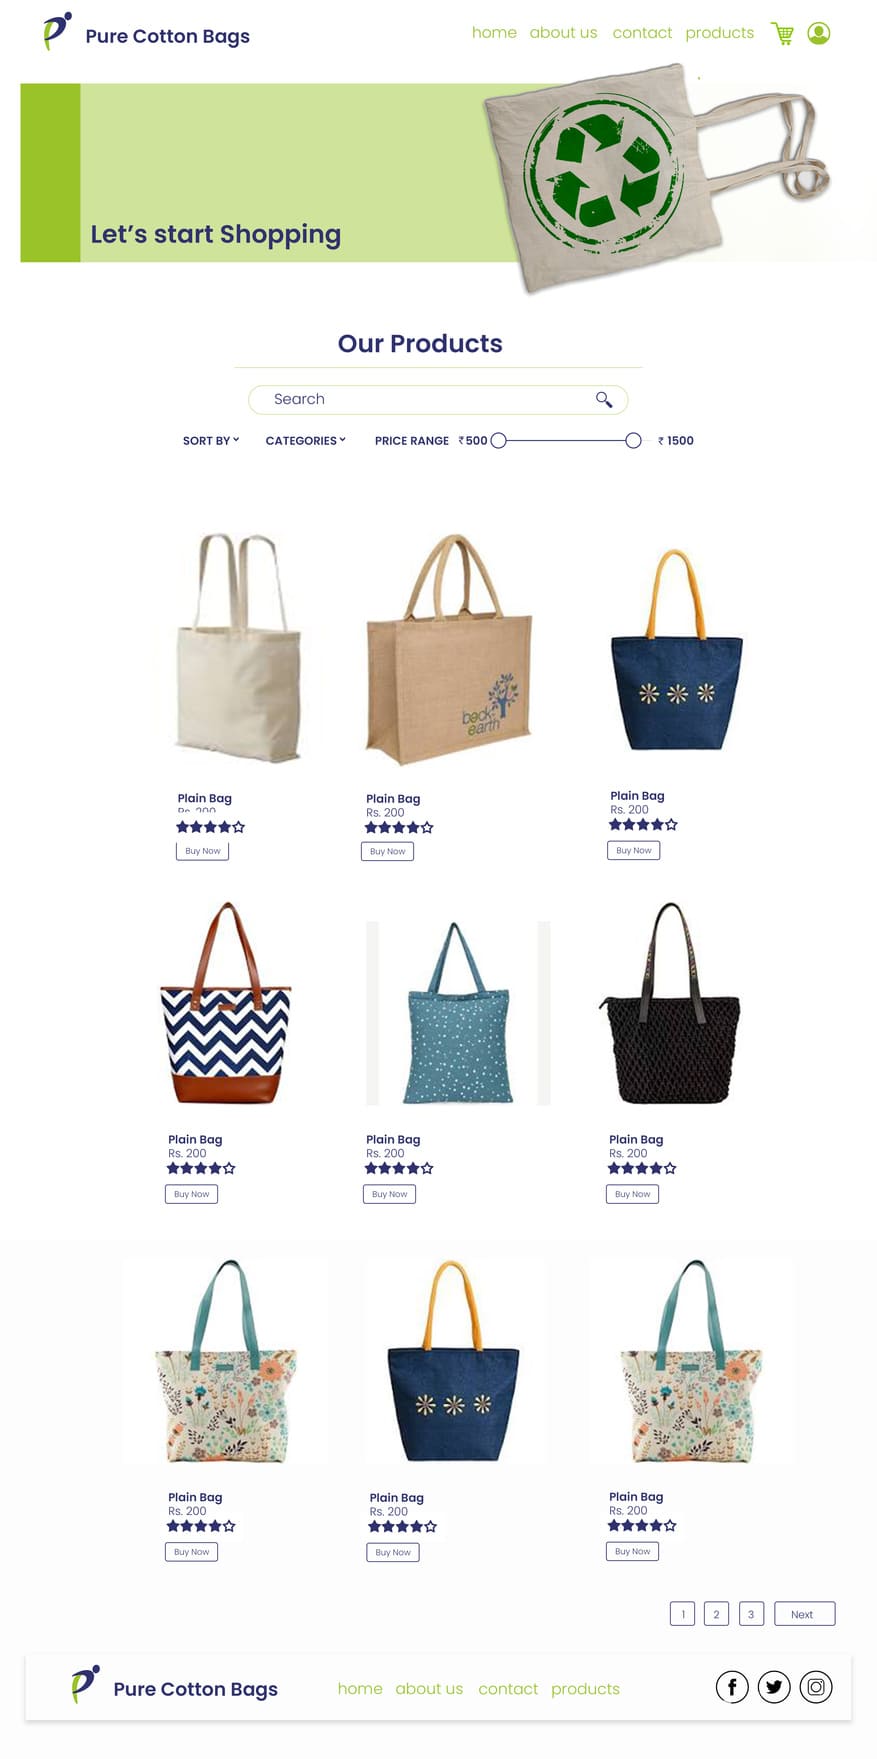 Pure Cotton Bags
home about us contact products
Let's start Shopping
Our Products
Search
SORT BY CATEGORIES PRICE RANGE ₹500 ₹ 1500
earth
Plain Bag Plain Bag Plain Bag
Rs. 200 Rs. 200 Rs. 200
Buy Now Buy Now Buy Now
Plain Bag Plain Bag Plain Bag
Rs. 200 Rs. 200 Rs. 200
Buy Now Buy Now Buy Now
Plain Bag Plain Bag Plain Bag
Rs. 200 Rs. 200 Rs. 200
Buy Now Buy Now Buy Now
1 2 3 Next
Pure Cotton Bags home about us contact products